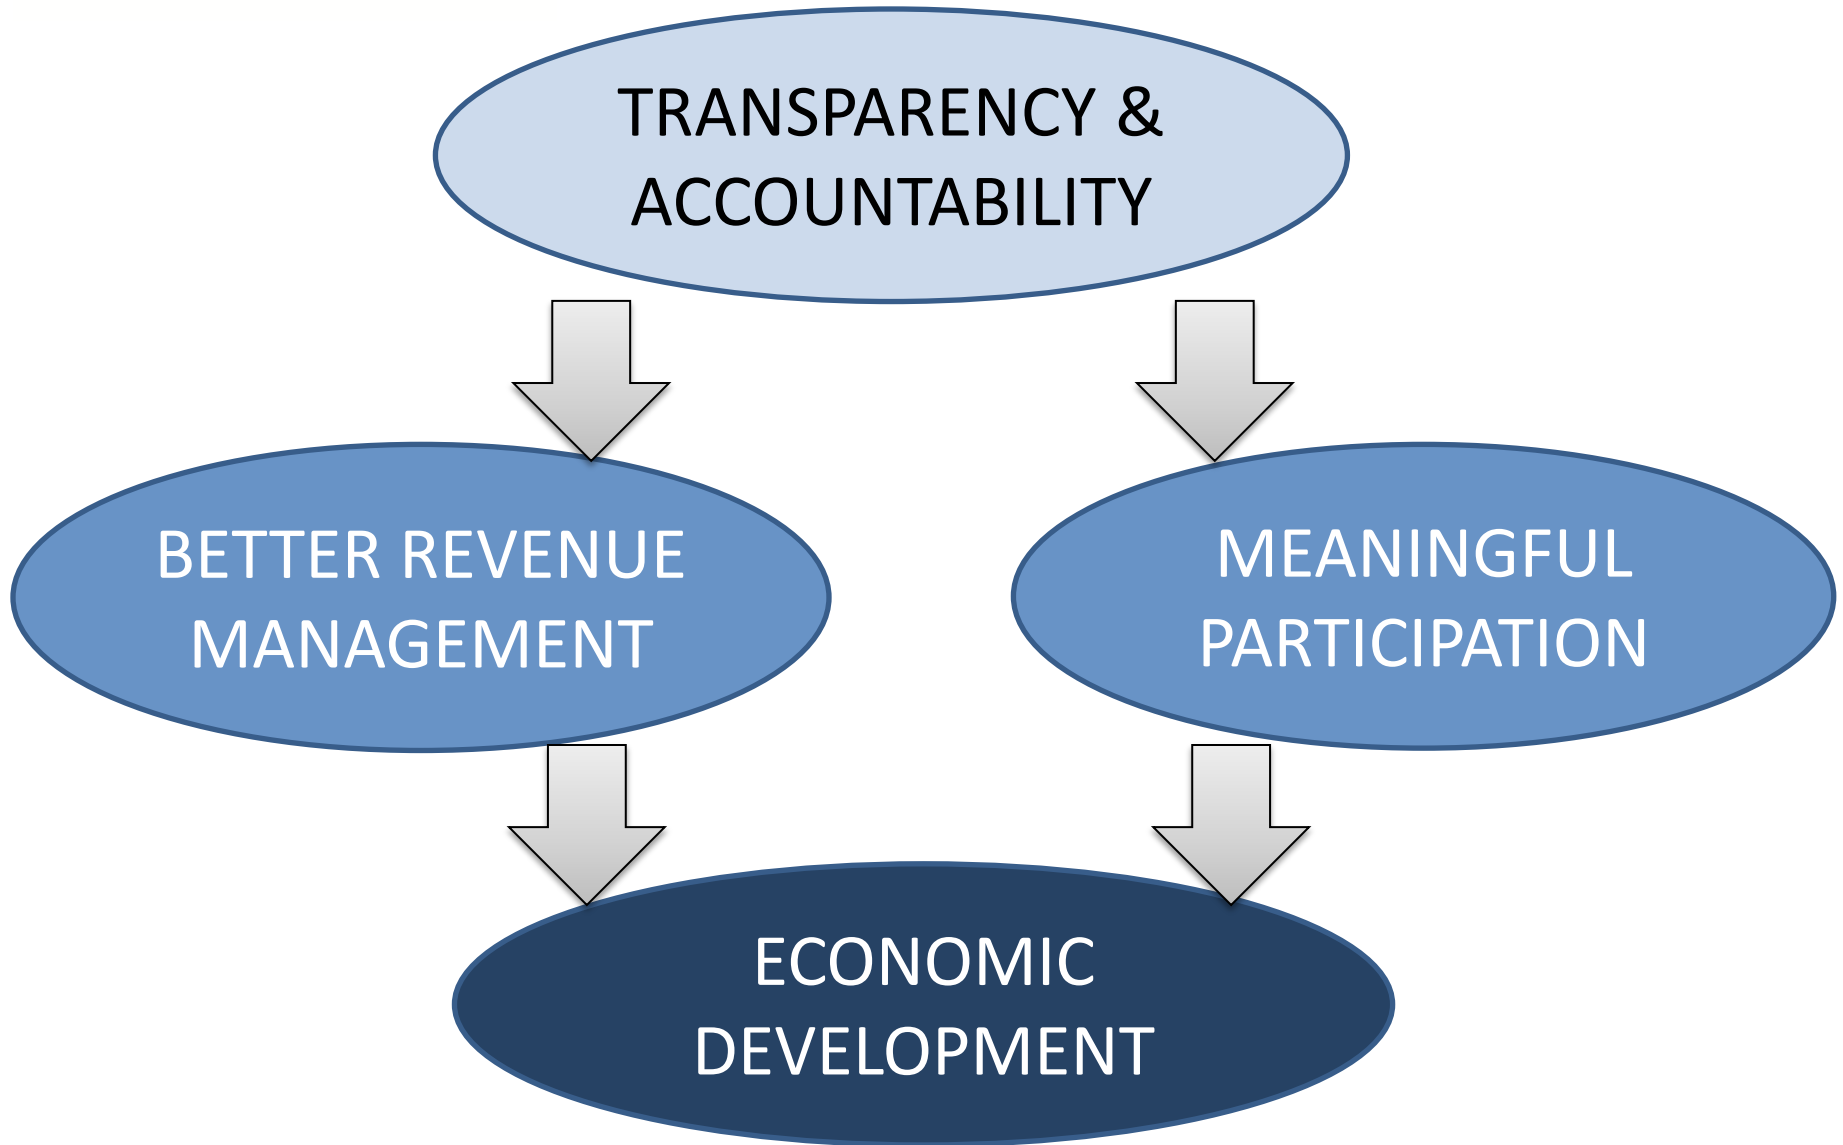 TRANSPARENCY &
ACCOUNTABILITY
BETTER REVENUE
MANAGEMENT
MEANINGFUL
PARTICIPATION
ECONOMIC
DEVELOPMENT